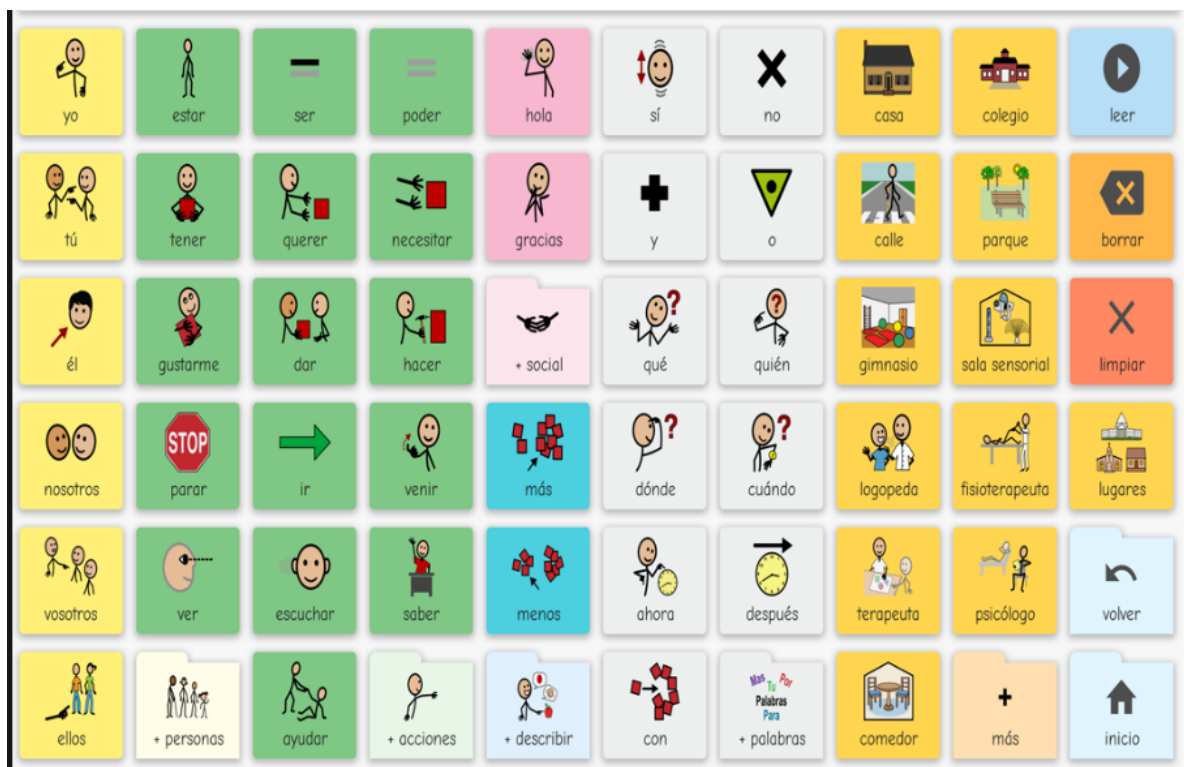 yo estar ser poder hola sí no casa colegio leer
tú tener querer necesitar gracias y o calle parque borrar
él gustarme dar hacer + social qué quién gimnasio sala sensorial limpiar
STOP
nosotros parar ir venir más dónde cuándo logopeda fisioterapeuta lugares
vosotros ver escuchar saber menos ahora después terapeuta psicólogo volver
Mas Tu Por
Palabras
Para
ellos + personas ayudar + acciones + describir con + palabras comedor más inicio